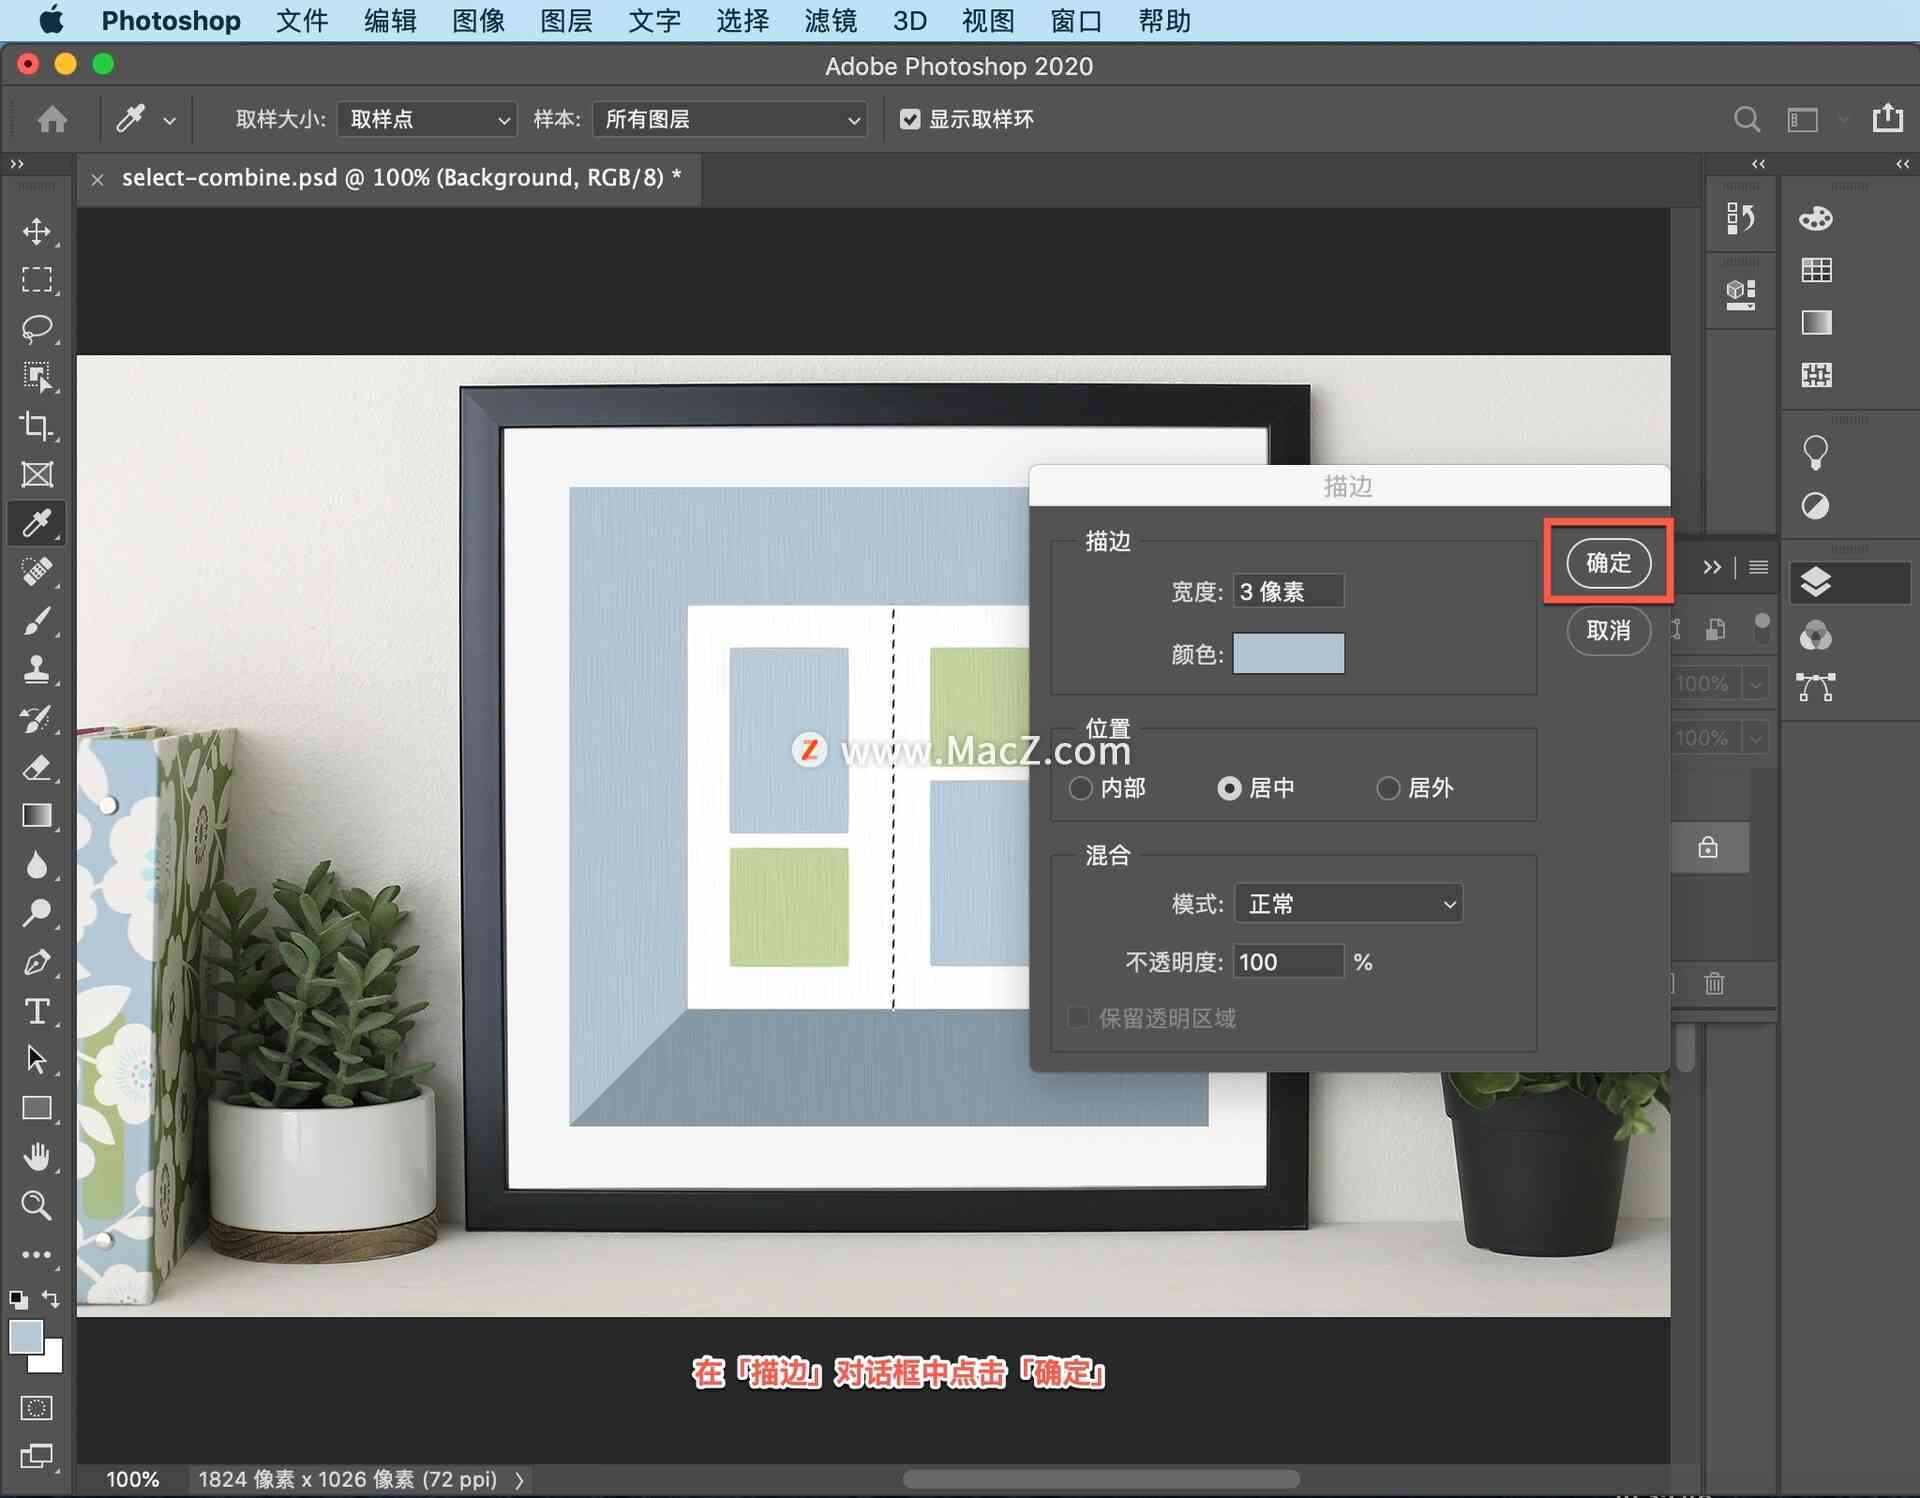 Photoshop 文件 编辑 图像 图层 文字 选择 滤镜 3D 视图 窗口 帮助
Adobe Photoshop 2020
取样大小: 取样点 样本: 所有图层 显示取样环
select-combine.psd @ 100% (Background, RGB/8) *
描边
描边
确定
宽度: 3 像素
取消
颜色:
100%
位置
100%
www.MacZ.com
内部 居中 居外
混合
模式: 正常
不透明度: 100 %
保留透明区域
在「描边」对话框中点击「确定」
100% 1824 像素 x 1026 像素 (72 ppi)